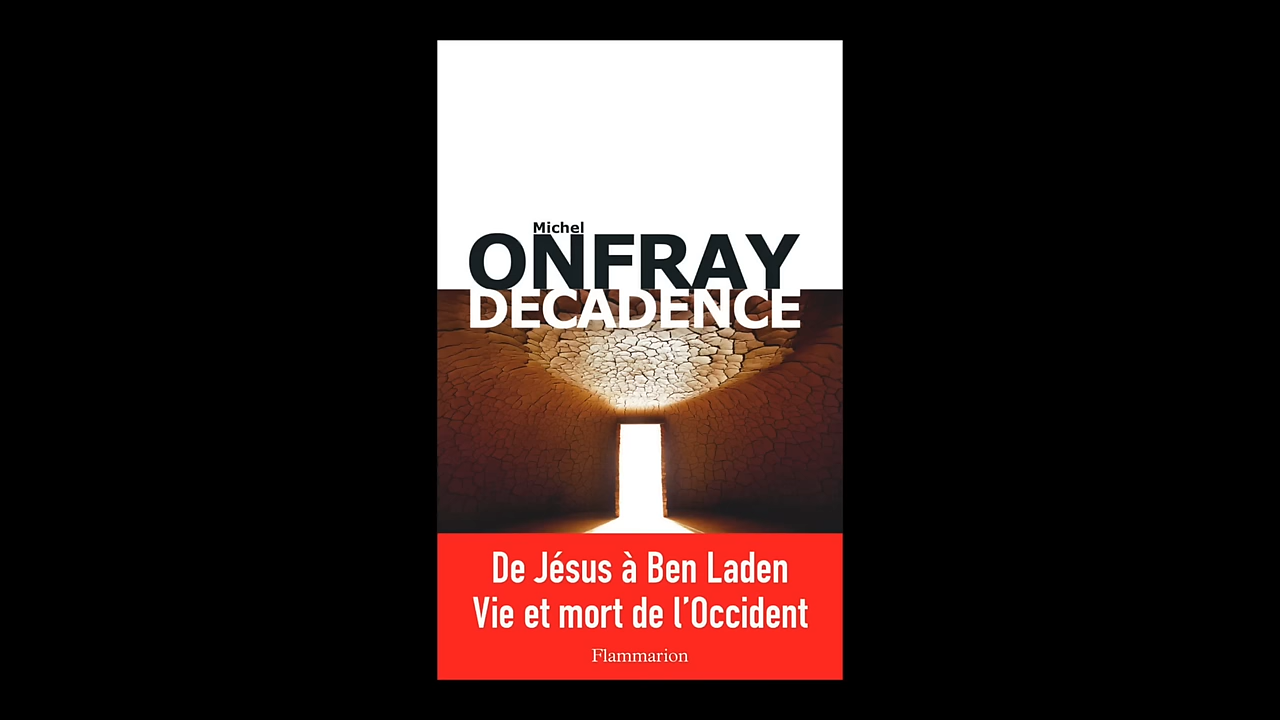 Michel
ONFRAY
DECADENCE
De Jésus à Ben Laden
Vie et mort de l'Occident
Flammarion